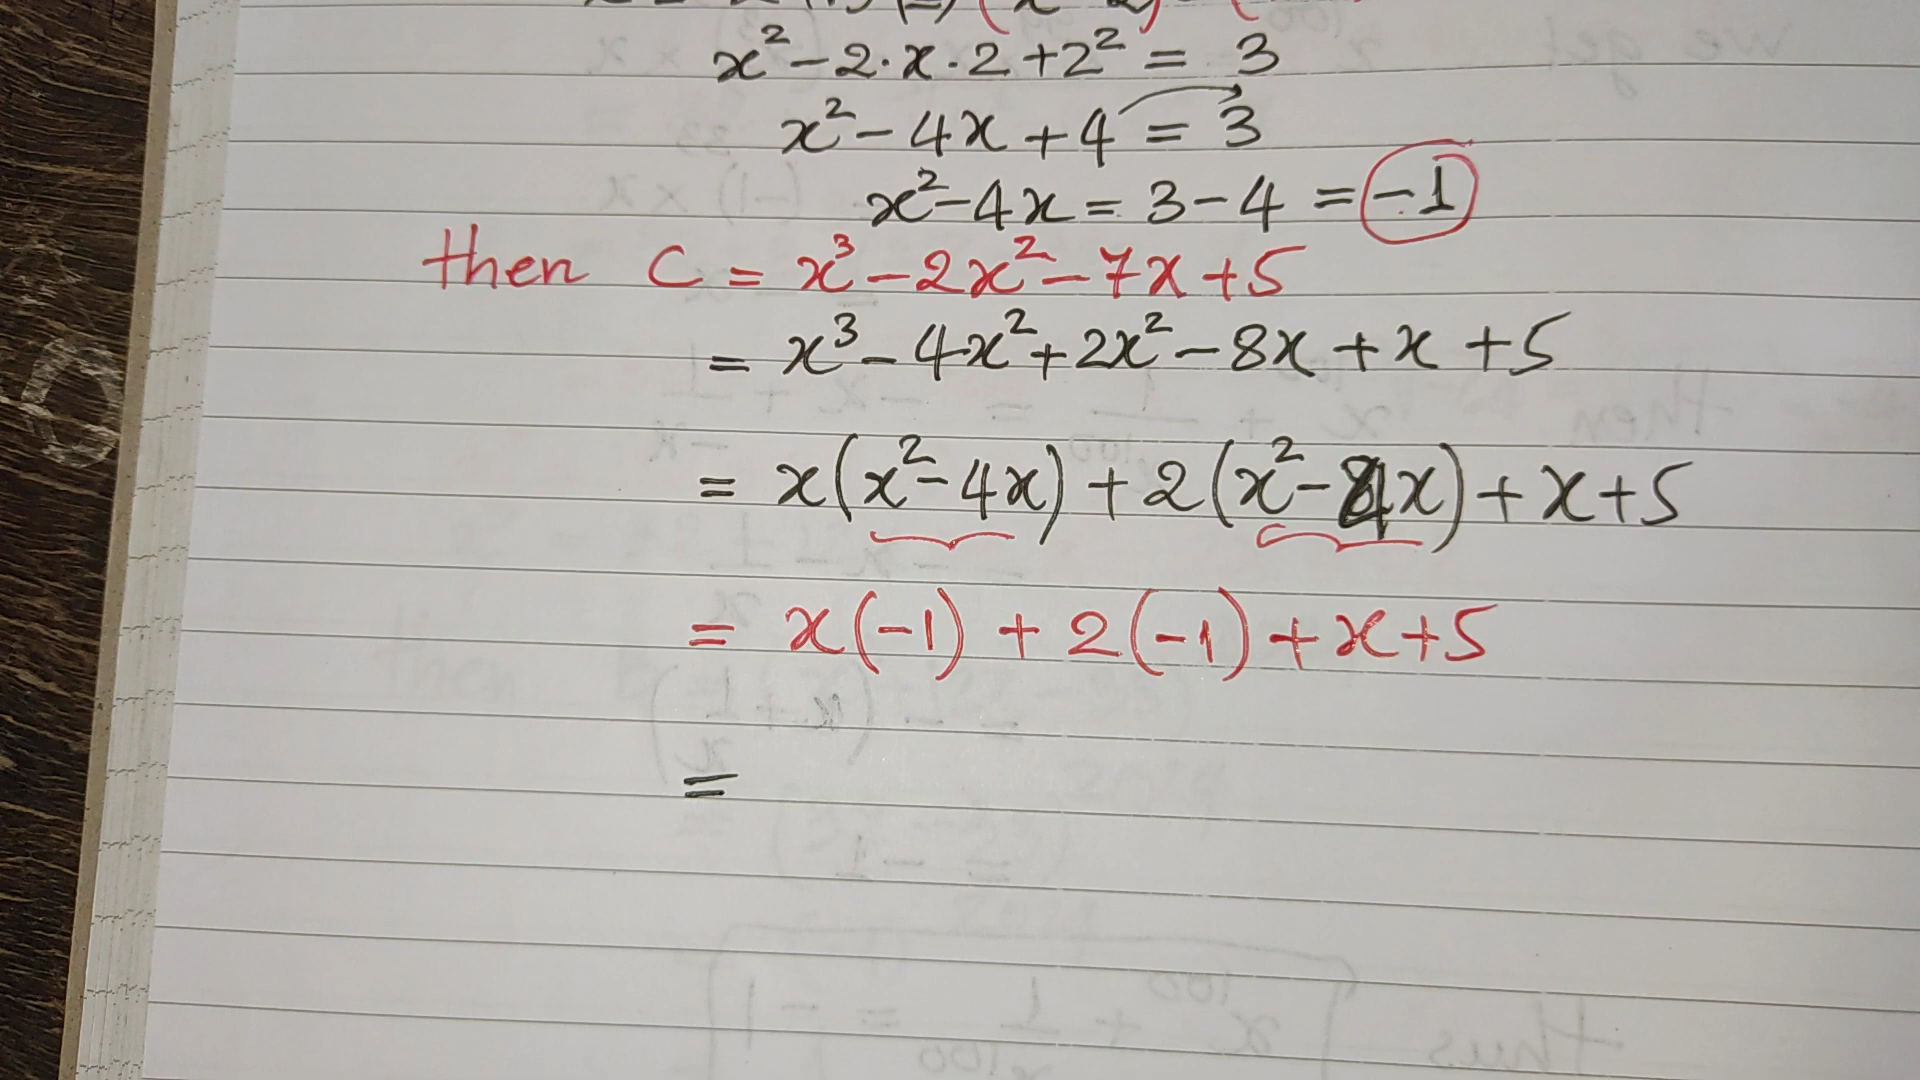 x² - 2·x·2 + 2² = 3
x² - 4x + 4 = 3
x² - 4x = 3 - 4 = -1
then C = x³ - 2x² - 7x + 5
= x³ - 4x² + 2x² - 8x + x + 5
= x(x² - 4x) + 2(x² - 4x) + x + 5
= x(-1) + 2(-1) + x + 5
=